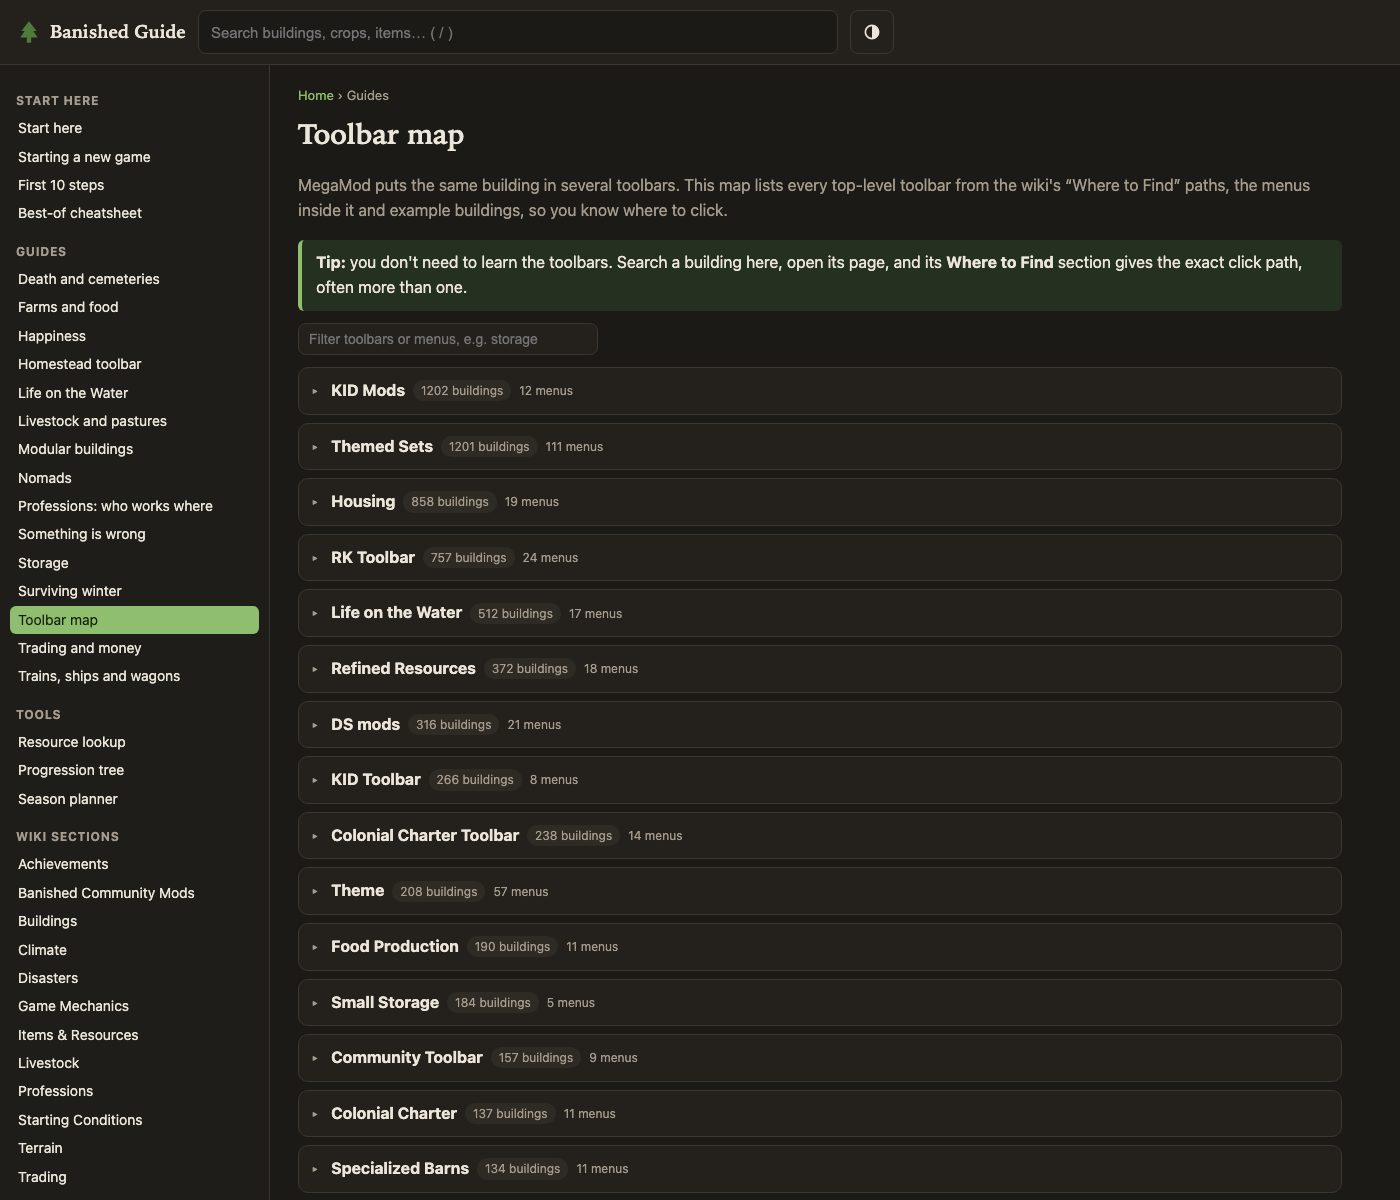 Banished Guide
Search buildings, crops, items… ( / )
START HERE
Start here
Starting a new game
First 10 steps
Best-of cheatsheet
GUIDES
Death and cemeteries
Farms and food
Happiness
Homestead toolbar
Life on the Water
Livestock and pastures
Modular buildings
Nomads
Professions: who works where
Something is wrong
Storage
Surviving winter
Toolbar map
Trading and money
Trains, ships and wagons
TOOLS
Resource lookup
Progression tree
Season planner
WIKI SECTIONS
Achievements
Banished Community Mods
Buildings
Climate
Disasters
Game Mechanics
Items & Resources
Livestock
Professions
Starting Conditions
Terrain
Trading
Home › Guides
Toolbar map
MegaMod puts the same building in several toolbars. This map lists every top-level toolbar from the wiki's “Where to Find” paths, the menus
inside it and example buildings, so you know where to click.
Tip: you don't need to learn the toolbars. Search a building here, open its page, and its Where to Find section gives the exact click path,
often more than one.
Filter toolbars or menus, e.g. storage
▸ KID Mods 1202 buildings 12 menus
▸ Themed Sets 1201 buildings 111 menus
▸ Housing 858 buildings 19 menus
▸ RK Toolbar 757 buildings 24 menus
▸ Life on the Water 512 buildings 17 menus
▸ Refined Resources 372 buildings 18 menus
▸ DS mods 316 buildings 21 menus
▸ KID Toolbar 266 buildings 8 menus
▸ Colonial Charter Toolbar 238 buildings 14 menus
▸ Theme 208 buildings 57 menus
▸ Food Production 190 buildings 11 menus
▸ Small Storage 184 buildings 5 menus
▸ Community Toolbar 157 buildings 9 menus
▸ Colonial Charter 137 buildings 11 menus
▸ Specialized Barns 134 buildings 11 menus